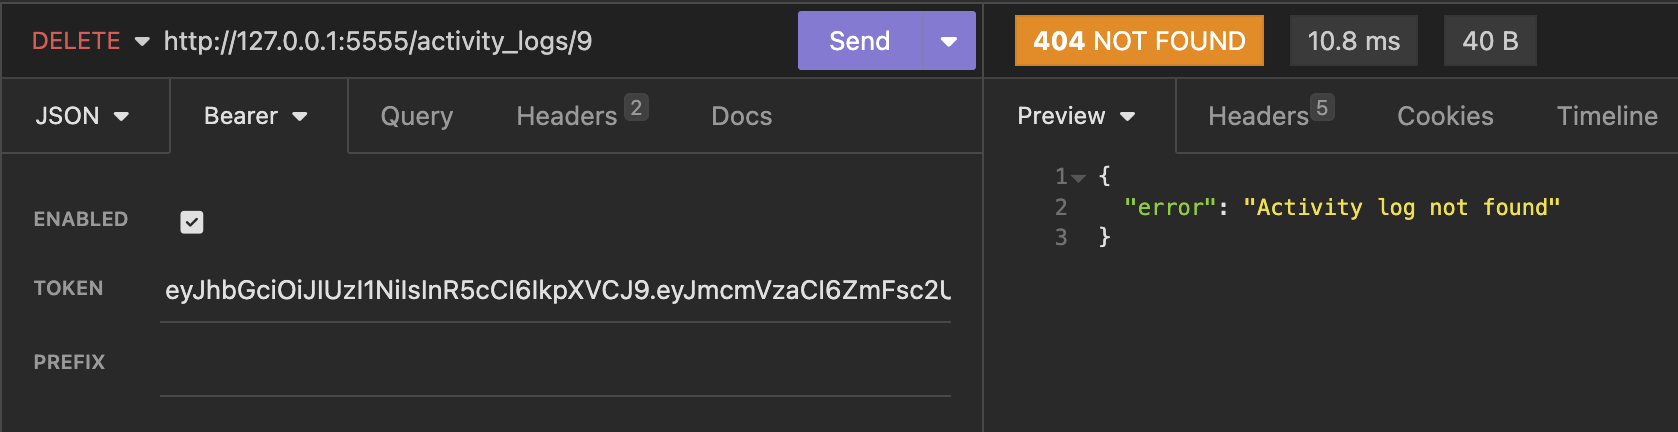 DELETE http://127.0.0.1:5555/activity_logs/9 Send
404 NOT FOUND 10.8 ms 40 B
JSON Bearer Query Headers 2 Docs
Preview Headers 5 Cookies Timeline
ENABLED
TOKEN eyJhbGciOiJIUzI1NiIsInR5cCI6IkpXVCJ9.eyJmcmVzaCI6ZmFsc2U
PREFIX
1 {
2 "error": "Activity log not found"
3 }